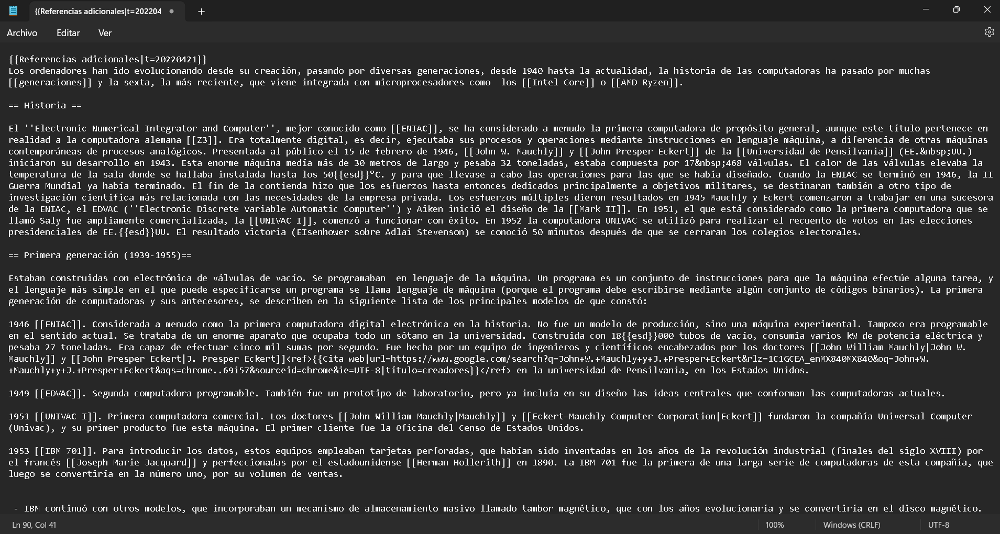 {{Referencias adicionales|t=202204
Archivo Editar Ver
{{Referencias adicionales|t=20220421}}
Los ordenadores han ido evolucionando desde su creación, pasando por diversas generaciones, desde 1940 hasta la actualidad, la historia de las computadoras ha pasado por muchas
[[generaciones]] y la sexta, la más reciente, que viene integrada con microprocesadores como  los [[Intel Core]] o [[AMD Ryzen]].
== Historia ==
El ''Electronic Numerical Integrator and Computer'', mejor conocido como [[ENIAC]], se ha considerado a menudo la primera computadora de propósito general, aunque este título pertenece en
realidad a la computadora alemana [[Z3]]. Era totalmente digital, es decir, ejecutaba sus procesos y operaciones mediante instrucciones en lenguaje máquina, a diferencia de otras máquinas
contemporáneas de procesos analógicos. Presentada al público el 15 de febrero de 1946, [[John W. Mauchly]] y [[John Presper Eckert]] de la [[Universidad de Pensilvania]] (EE.&nbsp;UU.)
iniciaron su desarrollo en 1943. Esta enorme máquina medía más de 30 metros de largo y pesaba 32 toneladas, estaba compuesta por 17&nbsp;468 válvulas. El calor de las válvulas elevaba la
temperatura de la sala donde se hallaba instalada hasta los 50{{esd}}°C. y para que llevase a cabo las operaciones para las que se había diseñado. Cuando la ENIAC se terminó en 1946, la II
Guerra Mundial ya había terminado. El fin de la contienda hizo que los esfuerzos hasta entonces dedicados principalmente a objetivos militares, se destinaran también a otro tipo de
investigación científica más relacionada con las necesidades de la empresa privada. Los esfuerzos múltiples dieron resultados en 1945 Mauchly y Eckert comenzaron a trabajar en una sucesora
de la ENIAC, el EDVAC (''Electronic Discrete Variable Automatic Computer'') y Aiken inició el diseño de la [[Mark II]]. En 1951, el que está considerado como la primera computadora que se
llamó Saly fue ampliamente comercializada, la [[UNIVAC I]], comenzó a funcionar con éxito. En 1952 la computadora UNIVAC se utilizó para realizar el recuento de votos en las elecciones
presidenciales de EE.{{esd}}UU. El resultado victoria (EIsenhower sobre Adlai Stevenson) se conoció 50 minutos después de que se cerraran los colegios electorales.
== Primera generación (1939-1955)==
Estaban construidas con electrónica de válvulas de vacío. Se programaban  en lenguaje de la máquina. Un programa es un conjunto de instrucciones para que la máquina efectúe alguna tarea, y
el lenguaje más simple en el que puede especificarse un programa se llama lenguaje de máquina (porque el programa debe escribirse mediante algún conjunto de códigos binarios). La primera
generación de computadoras y sus antecesores, se describen en la siguiente lista de los principales modelos de que constó:
1946 [[ENIAC]]. Considerada a menudo como la primera computadora digital electrónica en la historia. No fue un modelo de producción, sino una máquina experimental. Tampoco era programable
en el sentido actual. Se trataba de un enorme aparato que ocupaba todo un sótano en la universidad. Construida con 18{{esd}}000 tubos de vacío, consumía varios kW de potencia eléctrica y
pesaba 27 toneladas. Era capaz de efectuar cinco mil sumas por segundo. Fue hecha por un equipo de ingenieros y científicos encabezados por los doctores [[John William Mauchly|John W.
Mauchly]] y [[John Presper Eckert|J. Presper Eckert]]<ref>{{Cita web|url=https://www.google.com/search?q=John+W.+Mauchly+y+J.+Presper+Eckert&rlz=1C1GCEA_enMX840MX840&oq=John+W.
+Mauchly+y+J.+Presper+Eckert&aqs=chrome..69i57&sourceid=chrome&ie=UTF-8|título=creadores}}</ref> en la universidad de Pensilvania, en los Estados Unidos.
1949 [[EDVAC]]. Segunda computadora programable. También fue un prototipo de laboratorio, pero ya incluía en su diseño las ideas centrales que conforman las computadoras actuales.
1951 [[UNIVAC I]]. Primera computadora comercial. Los doctores [[John William Mauchly|Mauchly]] y [[Eckert–Mauchly Computer Corporation|Eckert]] fundaron la compañía Universal Computer
(Univac), y su primer producto fue esta máquina. El primer cliente fue la Oficina del Censo de Estados Unidos.
1953 [[IBM 701]]. Para introducir los datos, estos equipos empleaban tarjetas perforadas, que habían sido inventadas en los años de la revolución industrial (finales del siglo XVIII) por
el francés [[Joseph Marie Jacquard]] y perfeccionadas por el estadounidense [[Herman Hollerith]] en 1890. La IBM 701 fue la primera de una larga serie de computadoras de esta compañía, que
luego se convertiría en la número uno, por su volumen de ventas.
- IBM continuó con otros modelos, que incorporaban un mecanismo de almacenamiento masivo llamado tambor magnético, que con los años evolucionaría y se convertiría en el disco magnético.
Ln 90, Col 41 100% Windows (CRLF) UTF-8